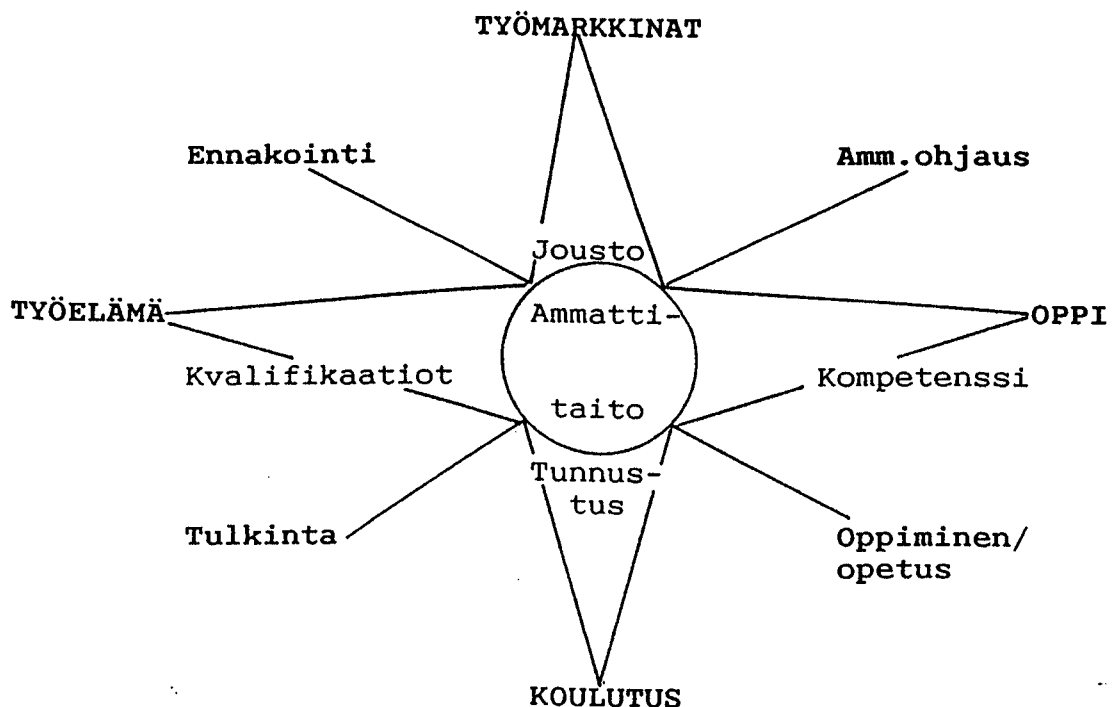 TYÖMARKKINAT
Ennakointi
Amm.ohjaus
Jousto
TYÖELÄMÄ
Ammatti-
OPPI
Kvalifikaatiot
Kompetenssi
taito
Tunnus-
tus
Tulkinta
Oppiminen/
opetus
KOULUTUS